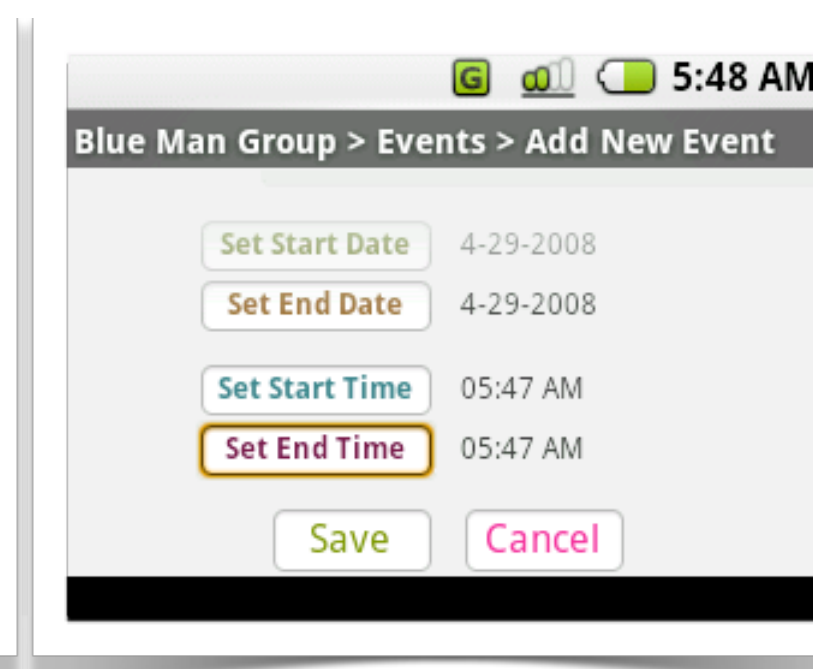 G 5:48 AM
Blue Man Group > Events > Add New Event
Set Start Date 4-29-2008
Set End Date 4-29-2008
Set Start Time 05:47 AM
Set End Time 05:47 AM
Save Cancel